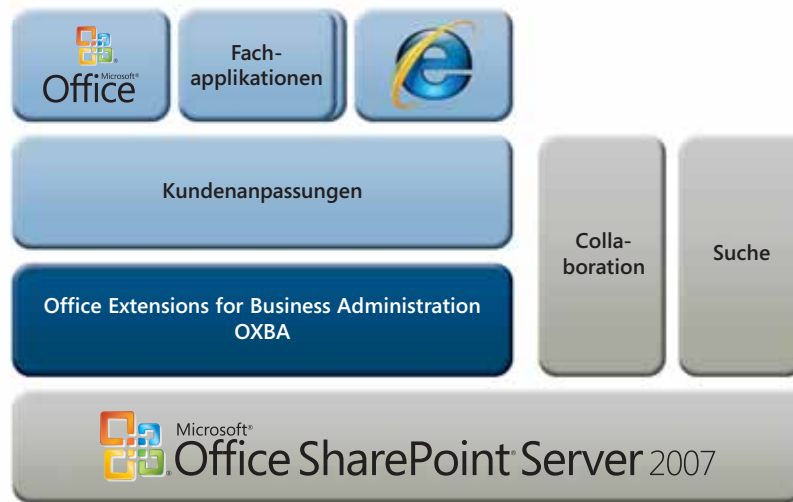 Microsoft®
Office
Fach-
applikationen
Kundenanpassungen
Office Extensions for Business Administration
OXBA
Colla-
boration
Suche
Microsoft®
Office SharePoint® Server 2007